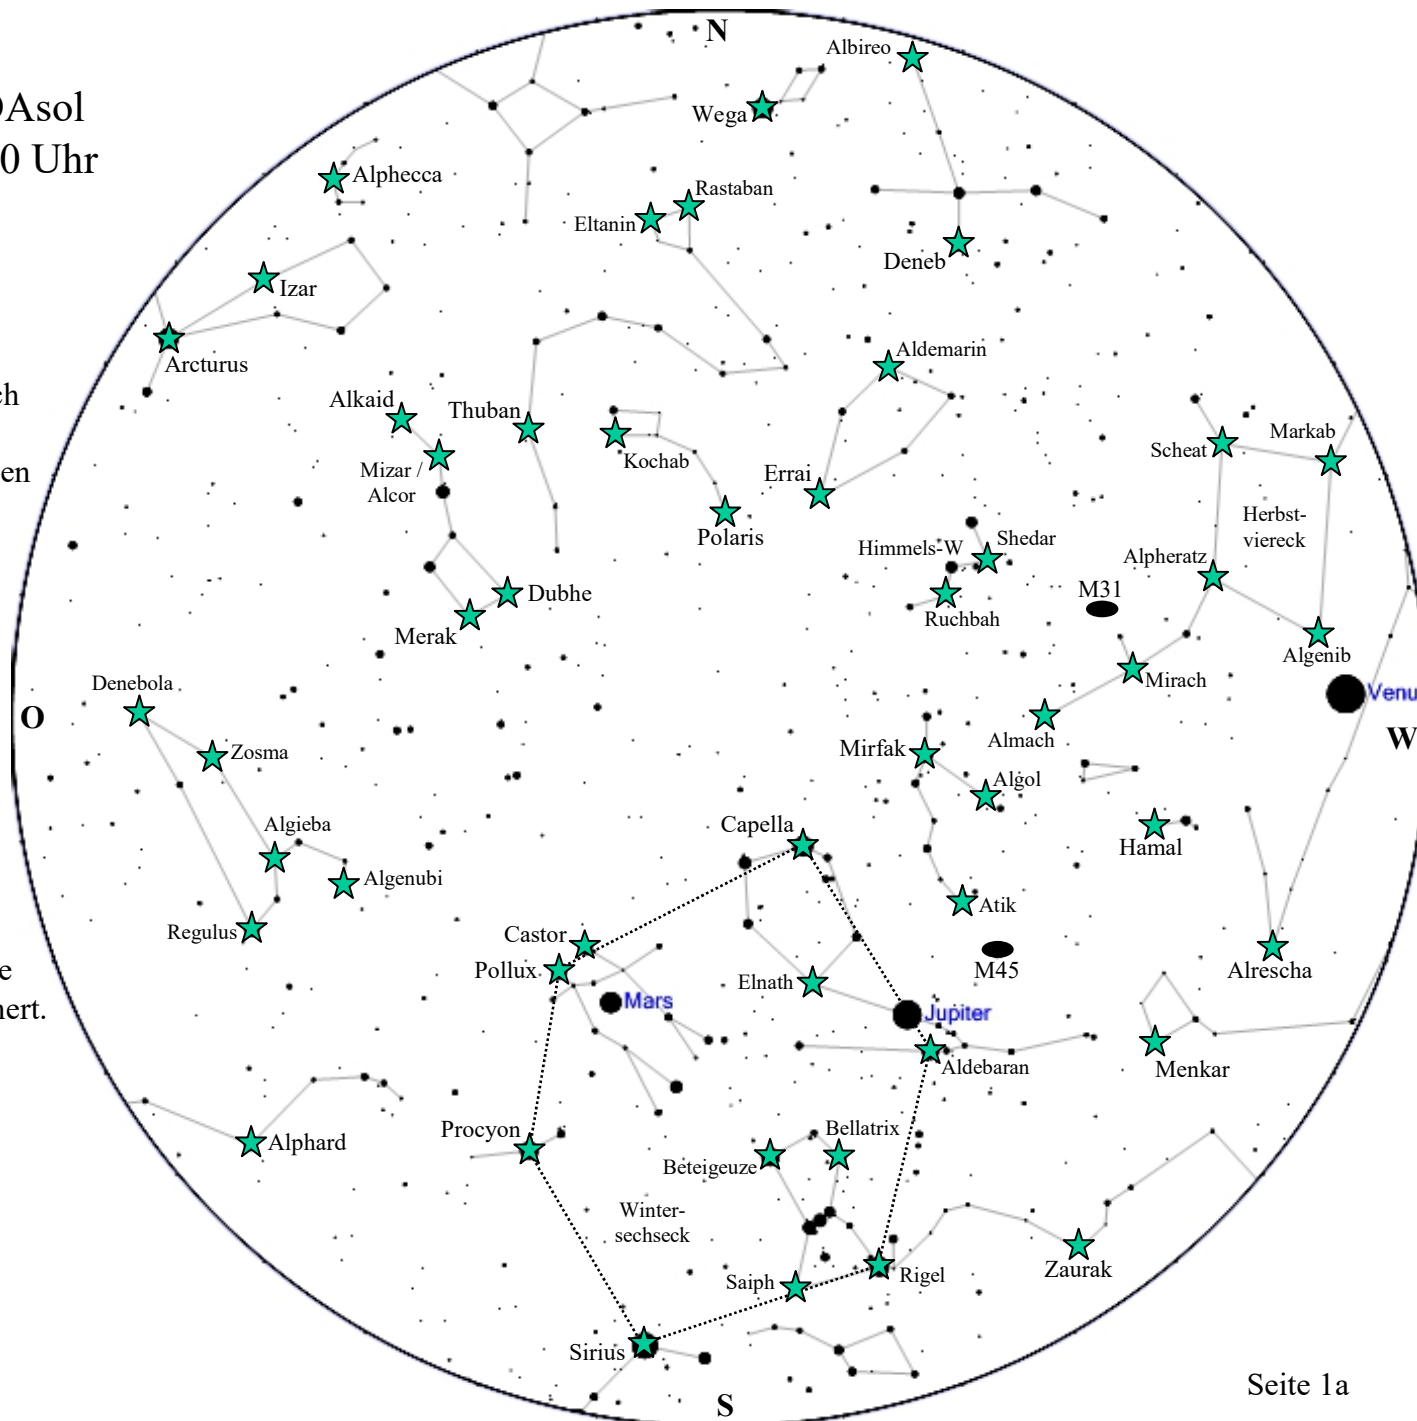 N
Albireo
Wega
DAsol
0 Uhr
Alphecca
Rastaban
Eltanin
Deneb
Izar
Arcturus
Aldemarin
ch
Alkaid
Thuban
Scheat
Markab
Kochab
Mizar /
Alcor
en
Errai
Polaris
Herbst-
viereck
Himmels-W
Shedar
Alpheratz
M31
Dubhe
Merak
Ruchbah
Algenib
Mirach
Denebola
Venu
O
W
Zosma
Mirfak
Almach
Algol
Algieba
Capella
Hamal
Algenubi
Atik
Regulus
Castor
Pollux
M45
Alrescha
e
Elnath
Mars
Jupiter
nert.
Aldebaran
Menkar
Procyon
Bellatrix
Alphard
Beteigeuze
Winter-
sechseck
Saiph
Rigel
Zaurak
Sirius
Seite 1a
S